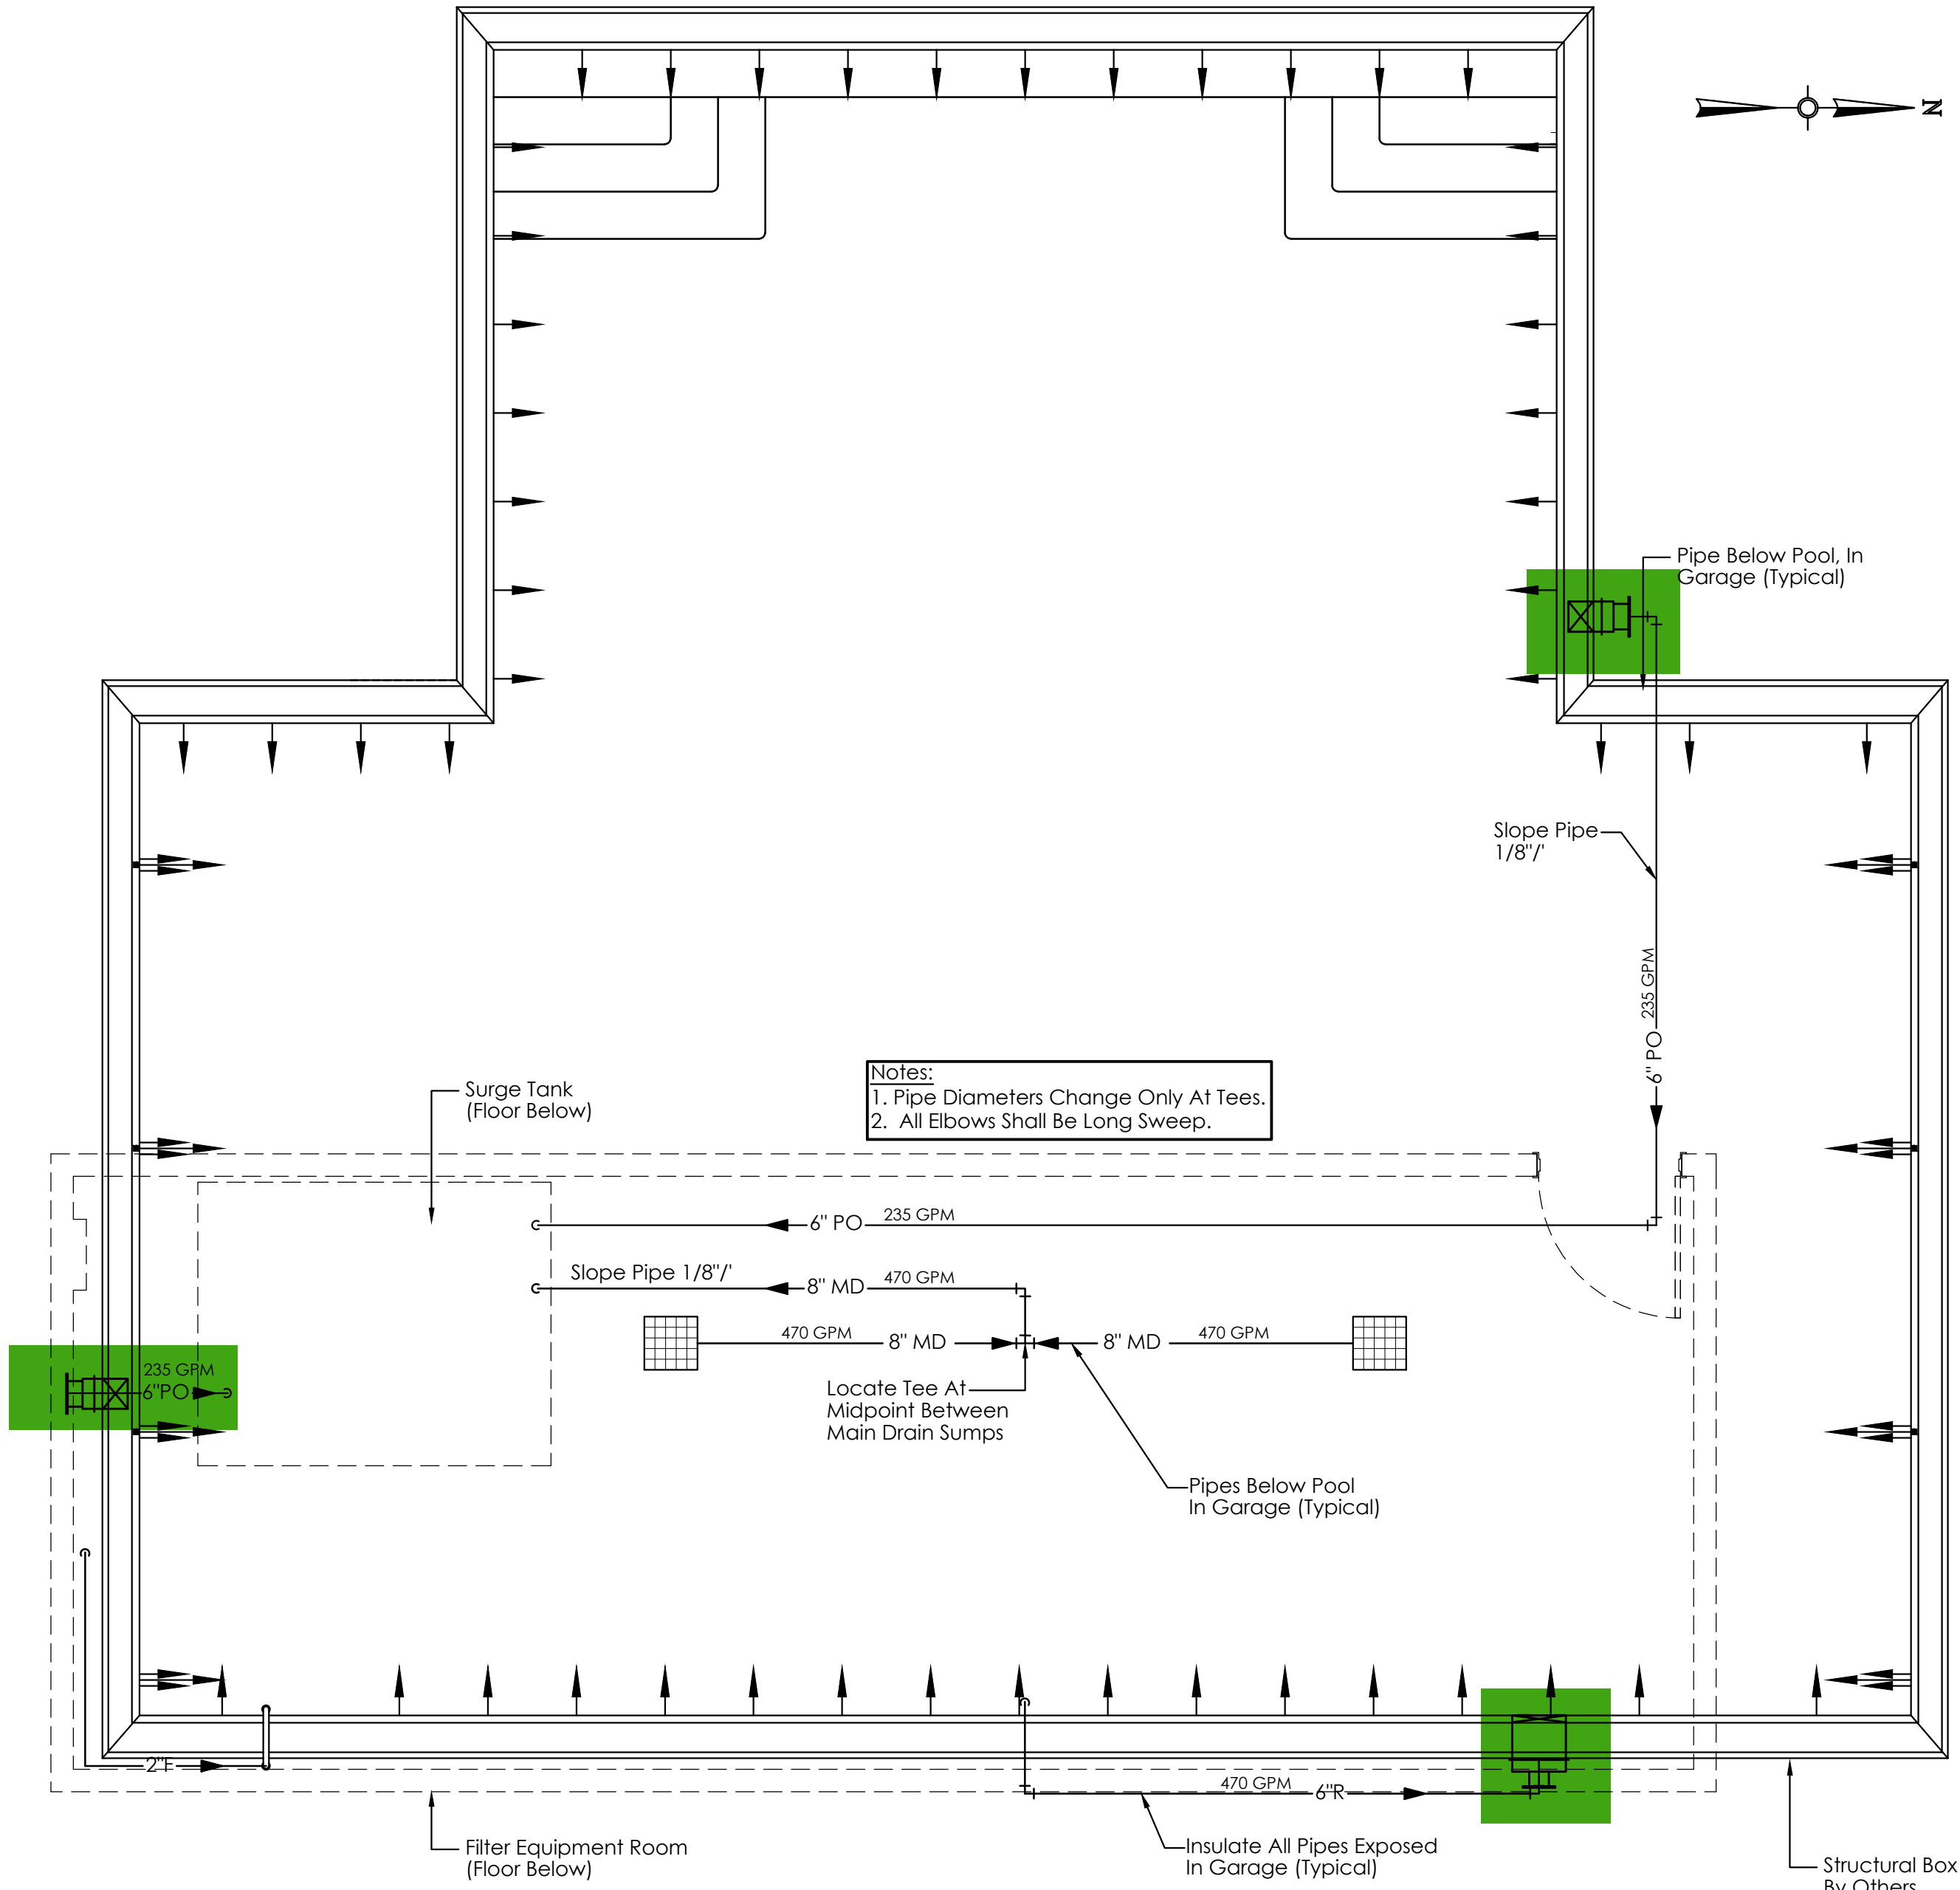 N
Pipe Below Pool, In
Garage (Typical)
Slope Pipe
1/8"/'
6" PO 235 GPM
Surge Tank
(Floor Below)
Notes:
1. Pipe Diameters Change Only At Tees.
2. All Elbows Shall Be Long Sweep.
6" PO 235 GPM
Slope Pipe 1/8"/'
8" MD 470 GPM
470 GPM 8" MD
8" MD 470 GPM
235 GPM
6"PO
Locate Tee At
Midpoint Between
Main Drain Sumps
Pipes Below Pool
In Garage (Typical)
2"F
470 GPM 6"R
Filter Equipment Room
(Floor Below)
Insulate All Pipes Exposed
In Garage (Typical)
Structural Box
By Others